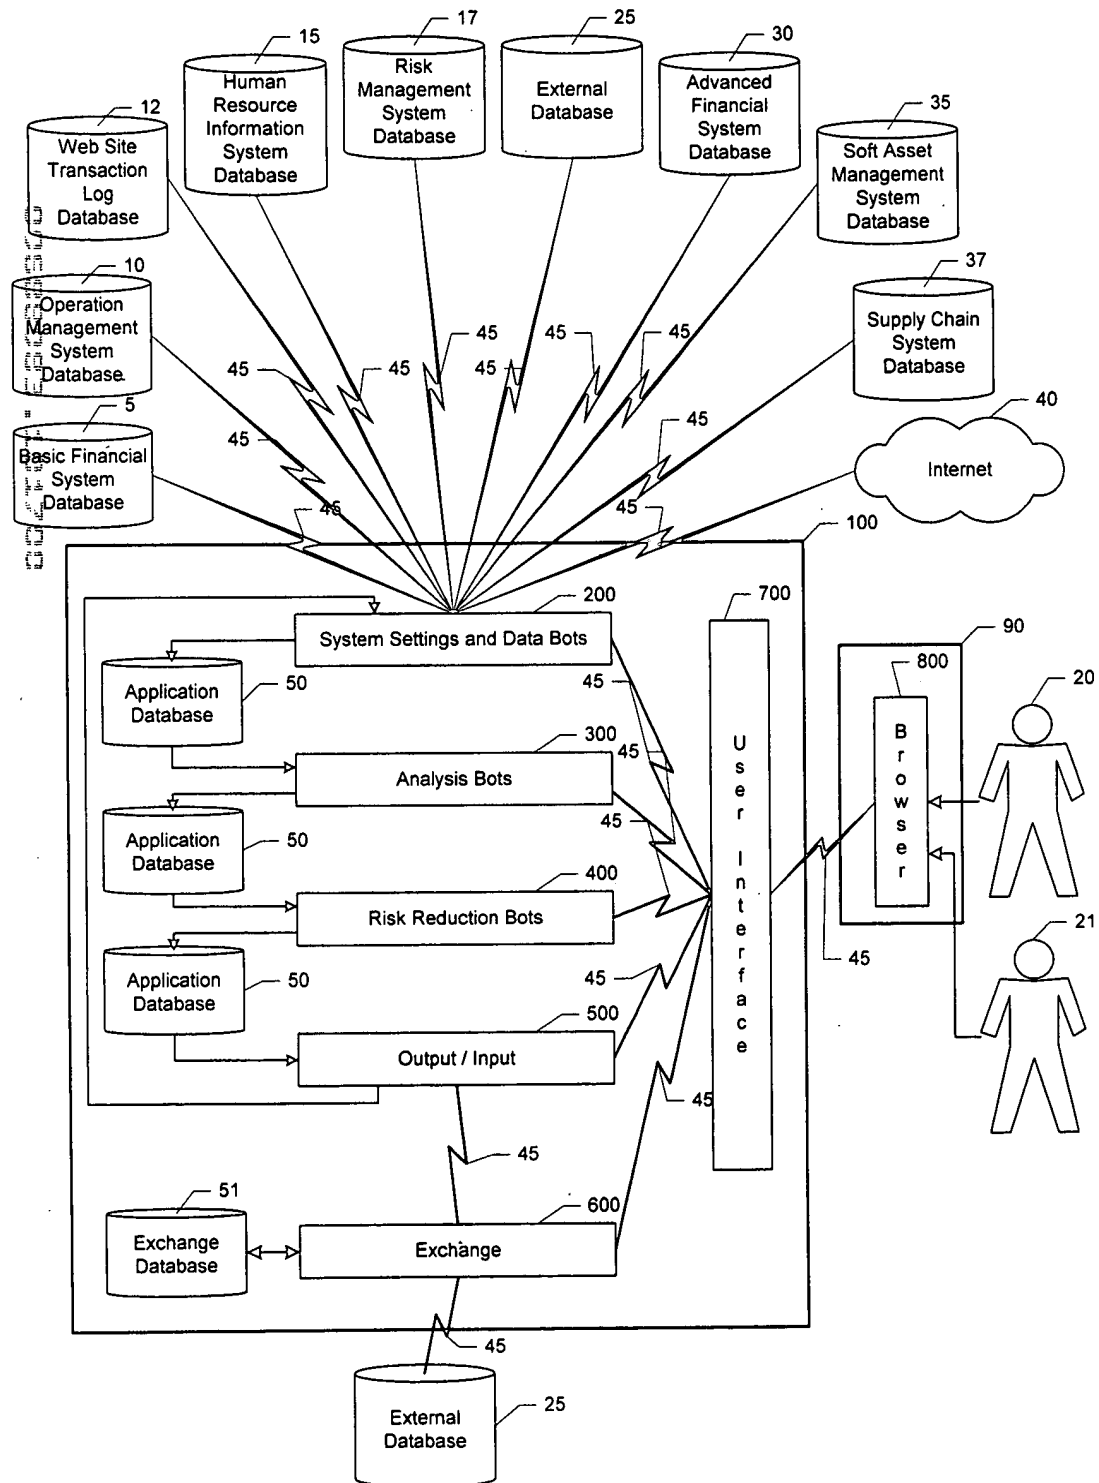 15
Human
Resource
Information
System
Database
17
Risk
Management
System
Database
25
External
Database
30
Advanced
Financial
System
Database
12
Web Site
Transaction
Log
Database
35
Soft Asset
Management
System
Database
10
Operation
Management
System
Database
37
Supply Chain
System
Database
5
Basic Financial
System
Database
40
Internet
45
45
45
45
45
45
45
45
45
45
100
200
System Settings and Data Bots
700
User Interface
90
800
Browser
20
21
50
Application
Database
45
300
Analysis Bots
45
50
Application
Database
45
400
Risk Reduction Bots
50
Application
Database
45
45
500
Output / Input
45
45
51
Exchange
Database
600
Exchange
45
25
External
Database